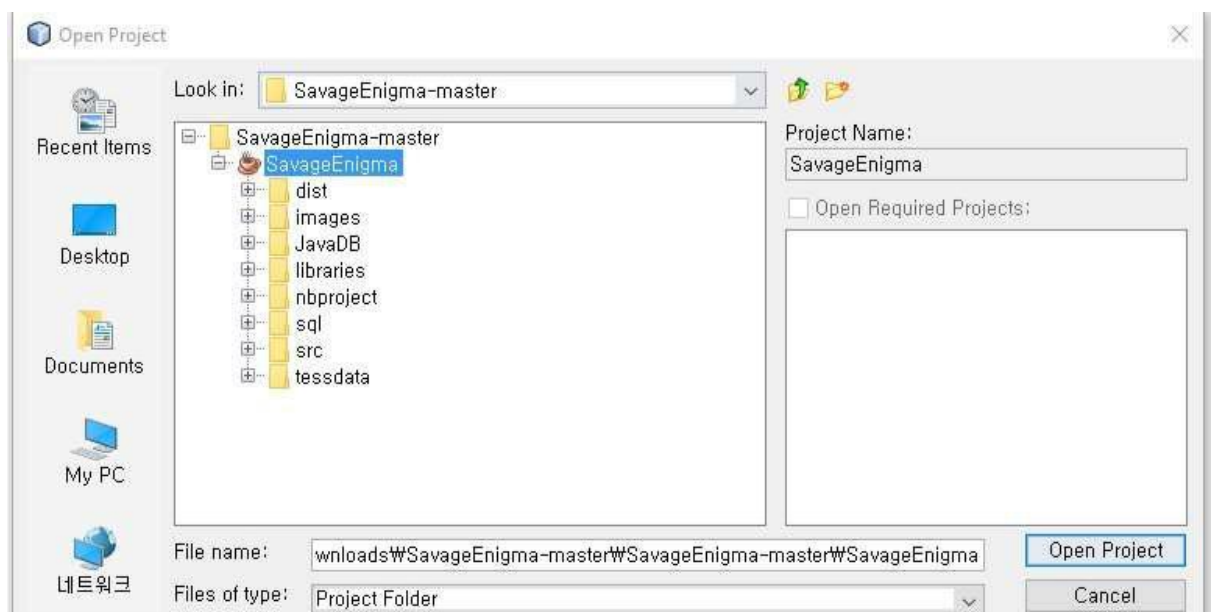 Open Project
Look in: SavageEnigma-master
Recent Items
Desktop
Documents
My PC
네트워크
SavageEnigma-master
SavageEnigma
dist
images
JavaDB
libraries
nbproject
sql
src
tessdata
Project Name:
SavageEnigma
Open Required Projects:
File name: wnloads₩SavageEnigma-master₩SavageEnigma-master₩SavageEnigma
Open Project
Files of type: Project Folder
Cancel